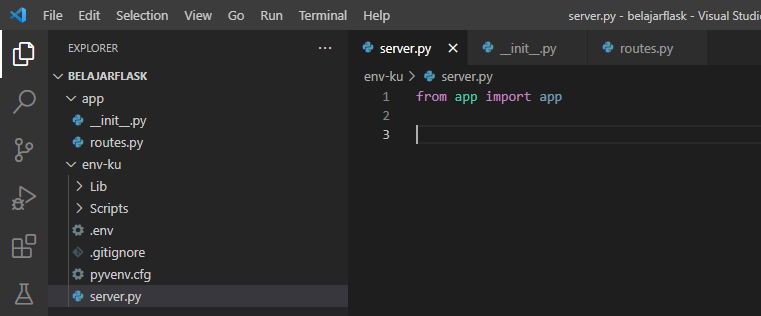 File Edit Selection View Go Run Terminal Help server.py - belajarflask - Visual Studio
EXPLORER ...
server.py __init__.py routes.py
BELAJARFLASK
env-ku > server.py
app
__init__.py
routes.py
env-ku
Lib
Scripts
.env
.gitignore
pyvenv.cfg
server.py
1 from app import app
2
3